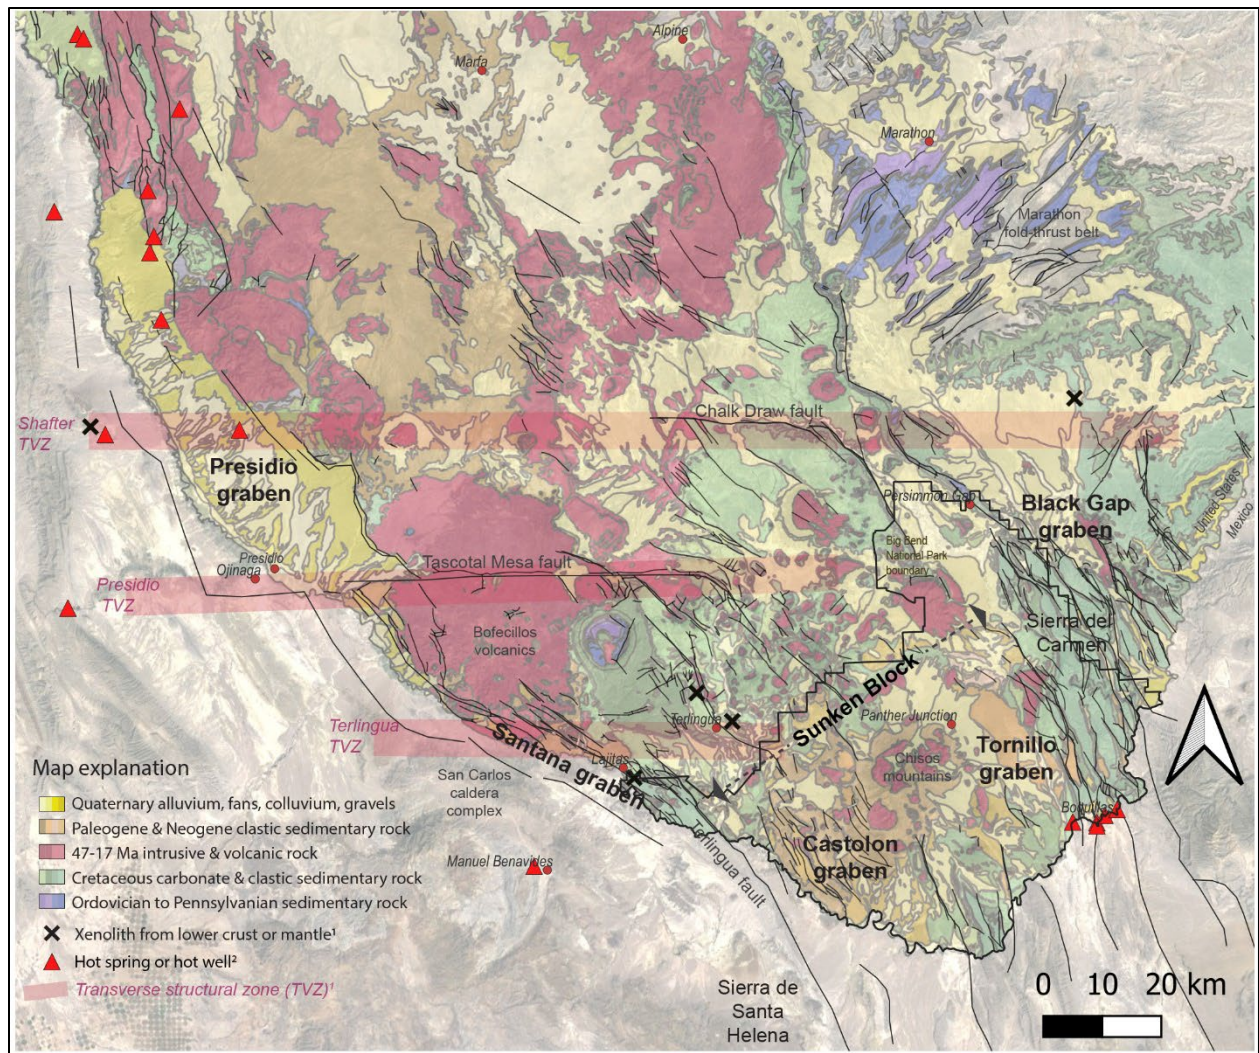 Alpine
Marfa
Marathon
Marathon
fold-thrust belt
Shafter
TVZ
Chalk Draw fault
Presidio
graben
Persimmon Gap
Black Gap
graben
United States
Mexico
Big Bend
National Park
boundary
Presidio
Ojinaga
Tascotal Mesa fault
Presidio
TVZ
Bofecillos
volcanics
Sierra del
Carmen
Terlingua
TVZ
Terlingua
Sunken Block
Panther Junction
Santana graben
Lajitas
Chisos
mountains
Tornillo
graben
San Carlos
caldera
complex
Boquillas
Castolon
graben
Manuel Benavides
Terlingua fault
Sierra de
Santa
Helena
Map explanation
Quaternary alluvium, fans, colluvium, gravels
Paleogene & Neogene clastic sedimentary rock
47-17 Ma intrusive & volcanic rock
Cretaceous carbonate & clastic sedimentary rock
Ordovician to Pennsylvanian sedimentary rock
Xenolith from lower crust or mantle¹
Hot spring or hot well²
Transverse structural zone (TVZ)¹
0 10 20 km